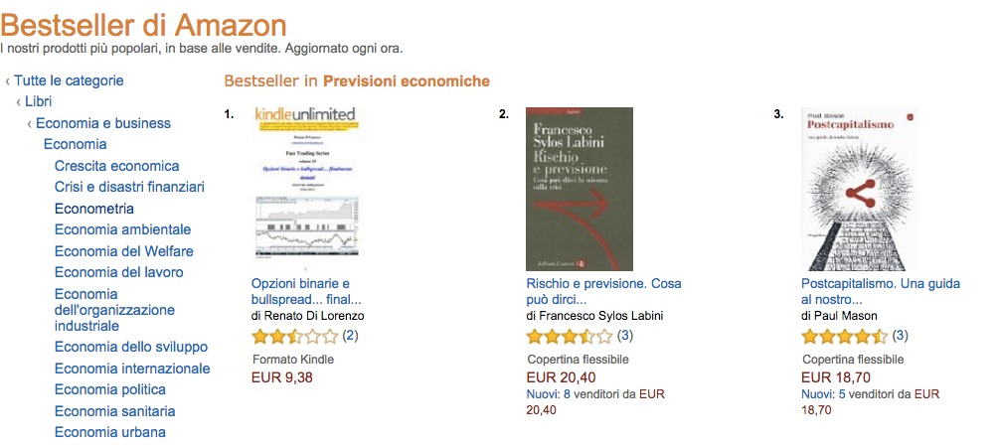 Bestseller di Amazon
I nostri prodotti più popolari, in base alle vendite. Aggiornato ogni ora.
‹ Tutte le categorie
‹ Libri
‹ Economia e business
Economia
Crescita economica
Crisi e disastri finanziari
Econometria
Economia ambientale
Economia del Welfare
Economia del lavoro
Economia
dell'organizzazione
industriale
Economia dello sviluppo
Economia internazionale
Economia politica
Economia sanitaria
Economia urbana
Bestseller in Previsioni economiche
1.
kindleunlimited
Fast Trading Series
Opzioni binarie e
bullspread... final...
di Renato Di Lorenzo
(2)
Formato Kindle
EUR 9,38
2.
Francesco
Sylos Labini
Rischio
e previsione
Cosa può dirci la scienza
sulla crisi
Editori Laterza
Rischio e previsione. Cosa
può dirci...
di Francesco Sylos Labini
(3)
Copertina flessibile
EUR 20,40
Nuovi: 8 venditori da EUR
20,40
3.
Paul Mason
Postcapitalismo
Postcapitalismo. Una guida
al nostro...
di Paul Mason
(3)
Copertina flessibile
EUR 18,70
Nuovi: 5 venditori da EUR
18,70